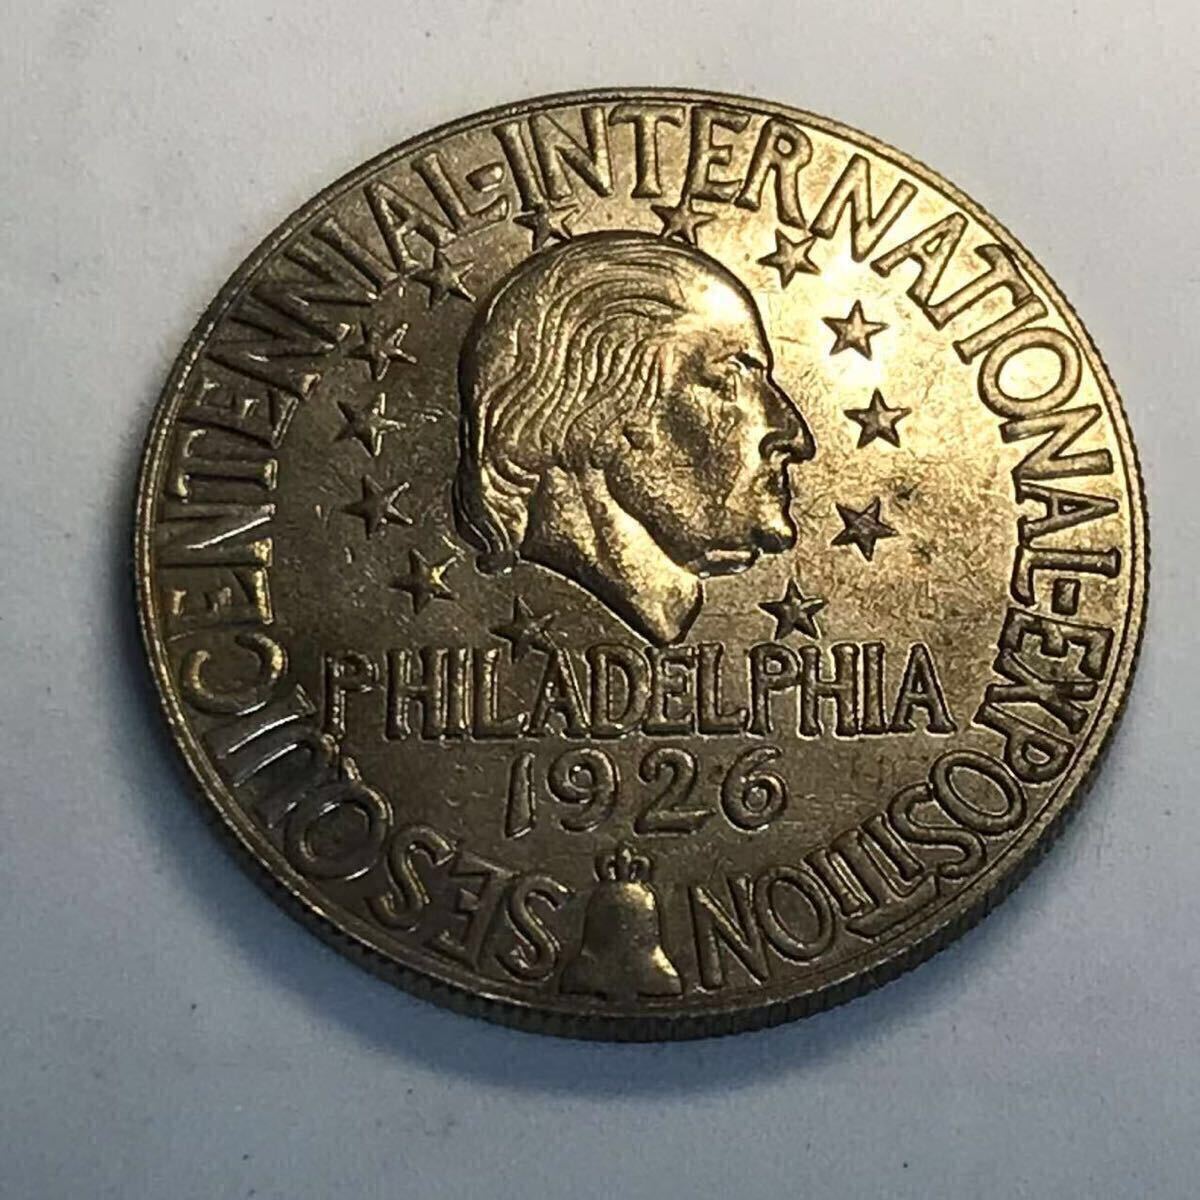 SESQUICENTENNIAL-INTERNATIONAL-EXPOSITION
PHILADELPHIA
1926